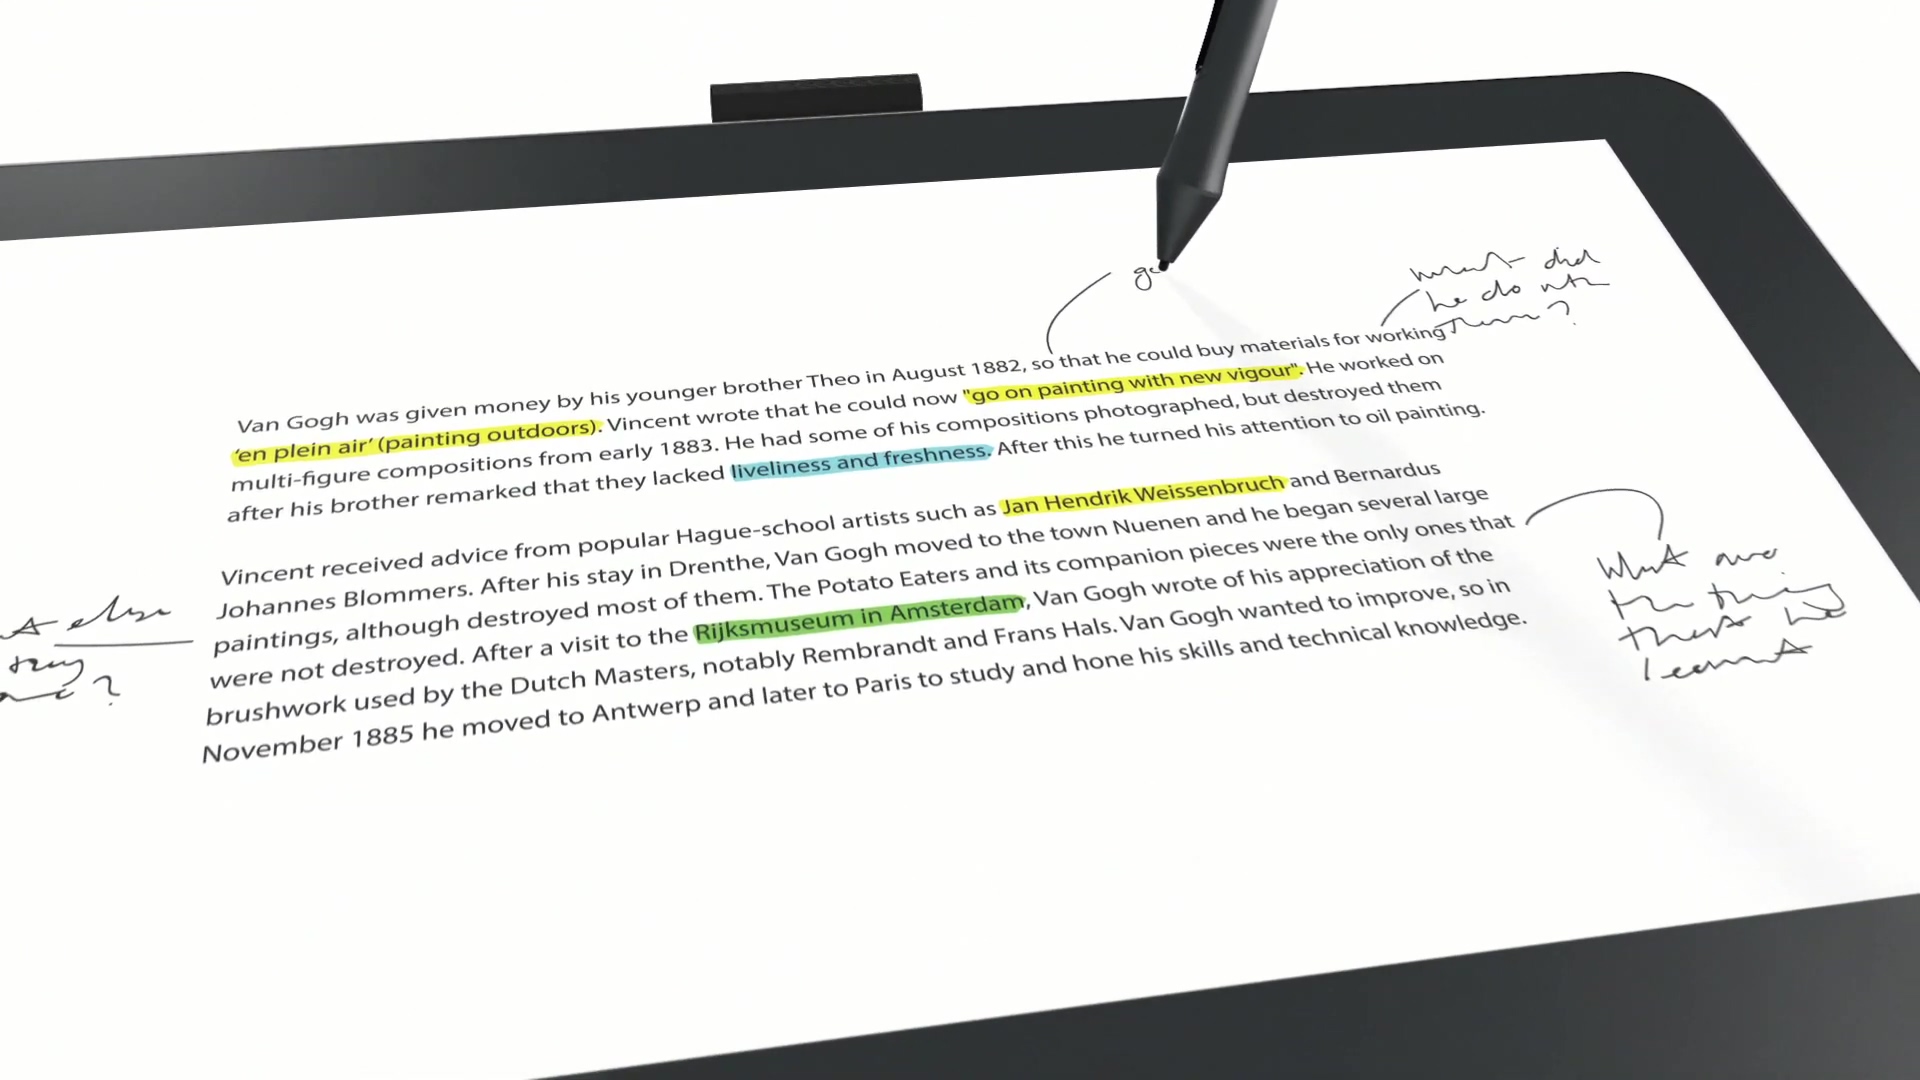 what did
he do with
them?
Van Gogh was given money by his younger brother Theo in August 1882, so that he could buy materials for working
‘en plein air’ (painting outdoors). Vincent wrote that he could now "go on painting with new vigour". He worked on
multi-figure compositions from early 1883. He had some of his compositions photographed, but destroyed them
after his brother remarked that they lacked liveliness and freshness. After this he turned his attention to oil painting.
Vincent received advice from popular Hague-school artists such as Jan Hendrik Weissenbruch and Bernardus
Johannes Blommers. After his stay in Drenthe, Van Gogh moved to the town Nuenen and he began several large
paintings, although destroyed most of them. The Potato Eaters and its companion pieces were the only ones that
were not destroyed. After a visit to the Rijksmuseum in Amsterdam, Van Gogh wrote of his appreciation of the
brushwork used by the Dutch Masters, notably Rembrandt and Frans Hals. Van Gogh wanted to improve, so in
November 1885 he moved to Antwerp and later to Paris to study and hone his skills and technical knowledge.
What are
the things
that he
learnt
else